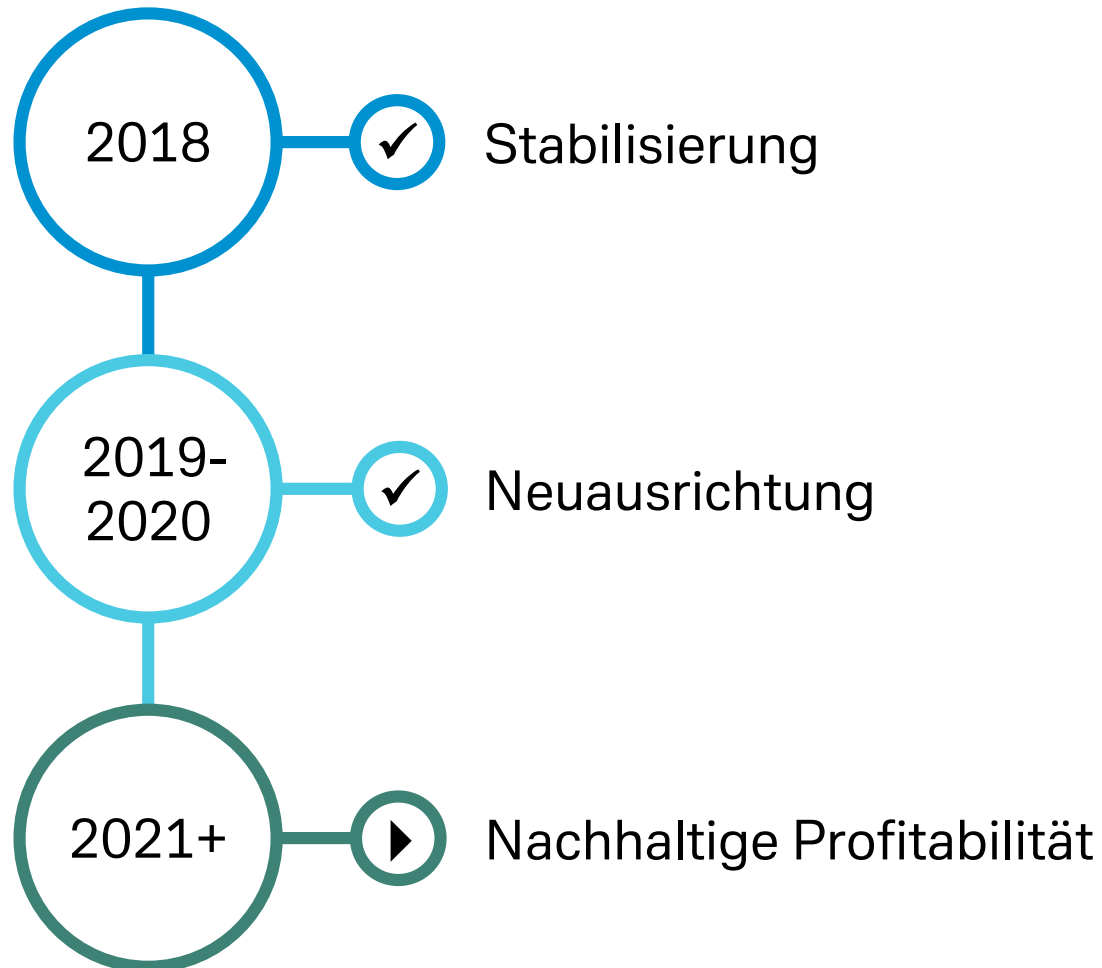 2018
Stabilisierung
2019-
2020
Neuausrichtung
2021+
Nachhaltige Profitabilität